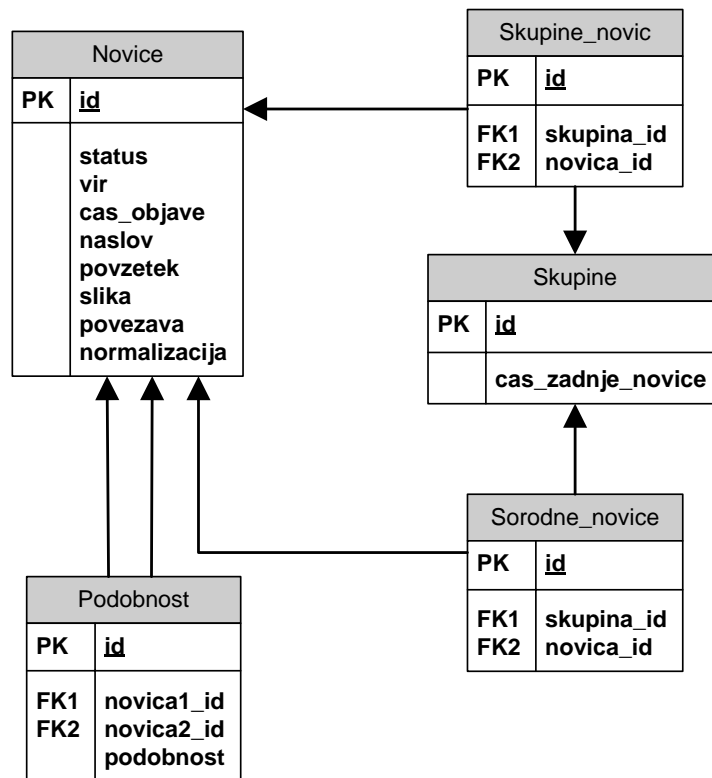 Novice
PK id
status
vir
cas_objave
naslov
povzetek
slika
povezava
normalizacija
Skupine_novic
PK id
FK1 skupina_id
FK2 novica_id
Skupine
PK id
cas_zadnje_novice
Sorodne_novice
PK id
FK1 skupina_id
FK2 novica_id
Podobnost
PK id
FK1 novica1_id
FK2 novica2_id
podobnost